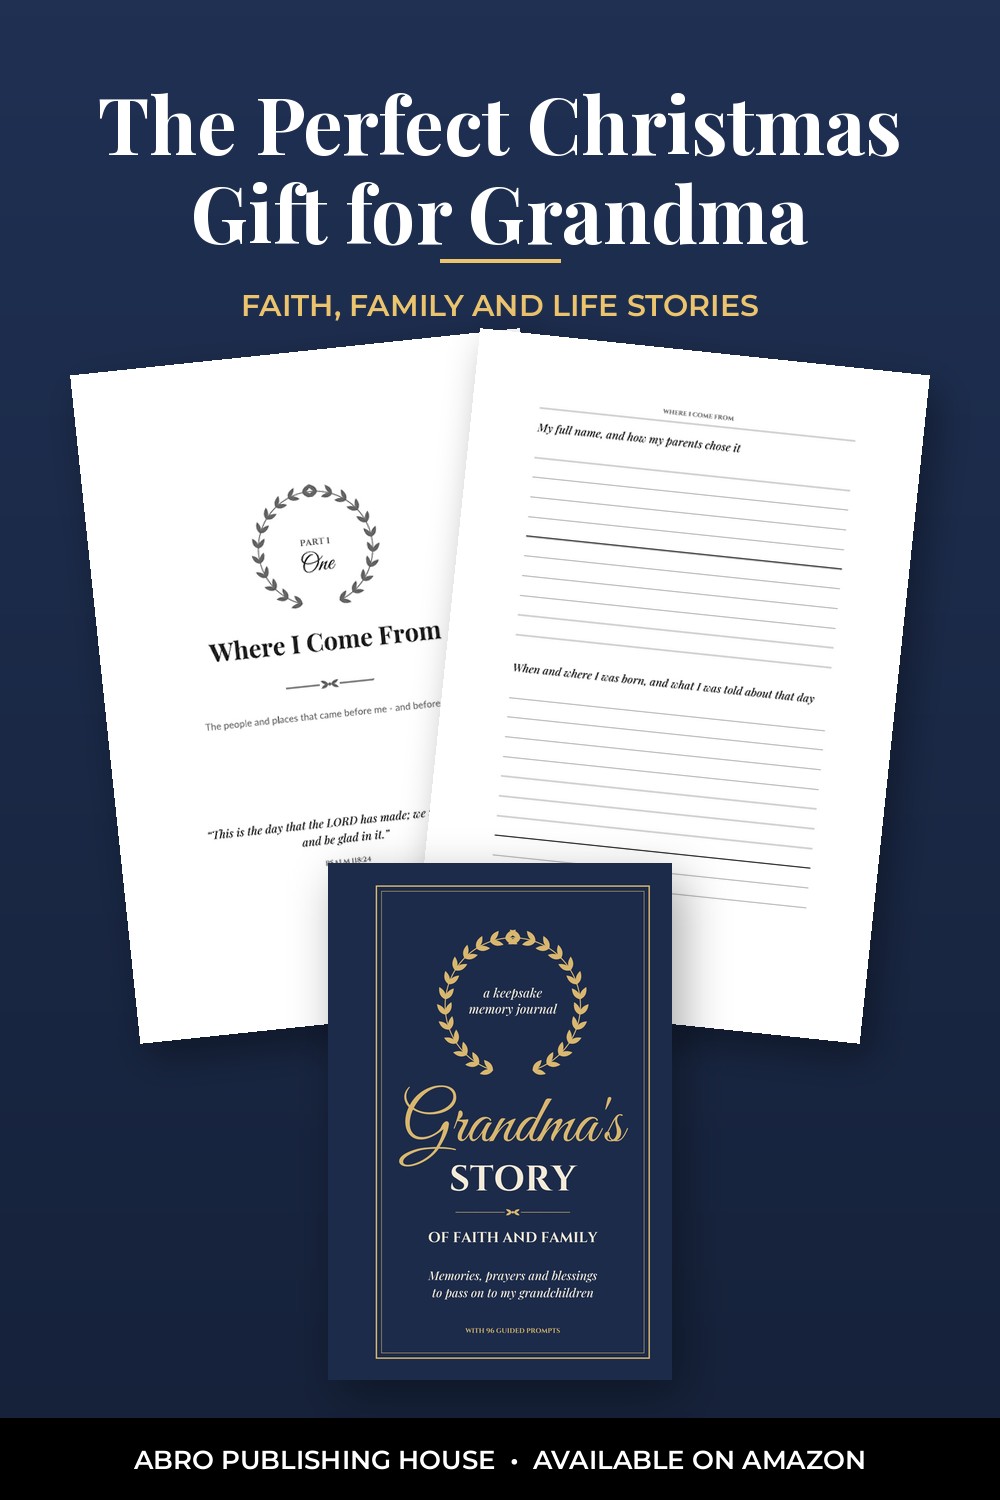 The Perfect Christmas
Gift for Grandma
FAITH, FAMILY AND LIFE STORIES
PART I
One
Where I Come From
The people and places that came before me - and before
"This is the day that the LORD has made; we
and be glad in it."
PSALM 118:24
WHERE I COME FROM
My full name, and how my parents chose it
When and where I was born, and what I was told about that day
a keepsake
memory journal
Grandma's
STORY
OF FAITH AND FAMILY
Memories, prayers and blessings
to pass on to my grandchildren
WITH 96 GUIDED PROMPTS
ABRO PUBLISHING HOUSE • AVAILABLE ON AMAZON